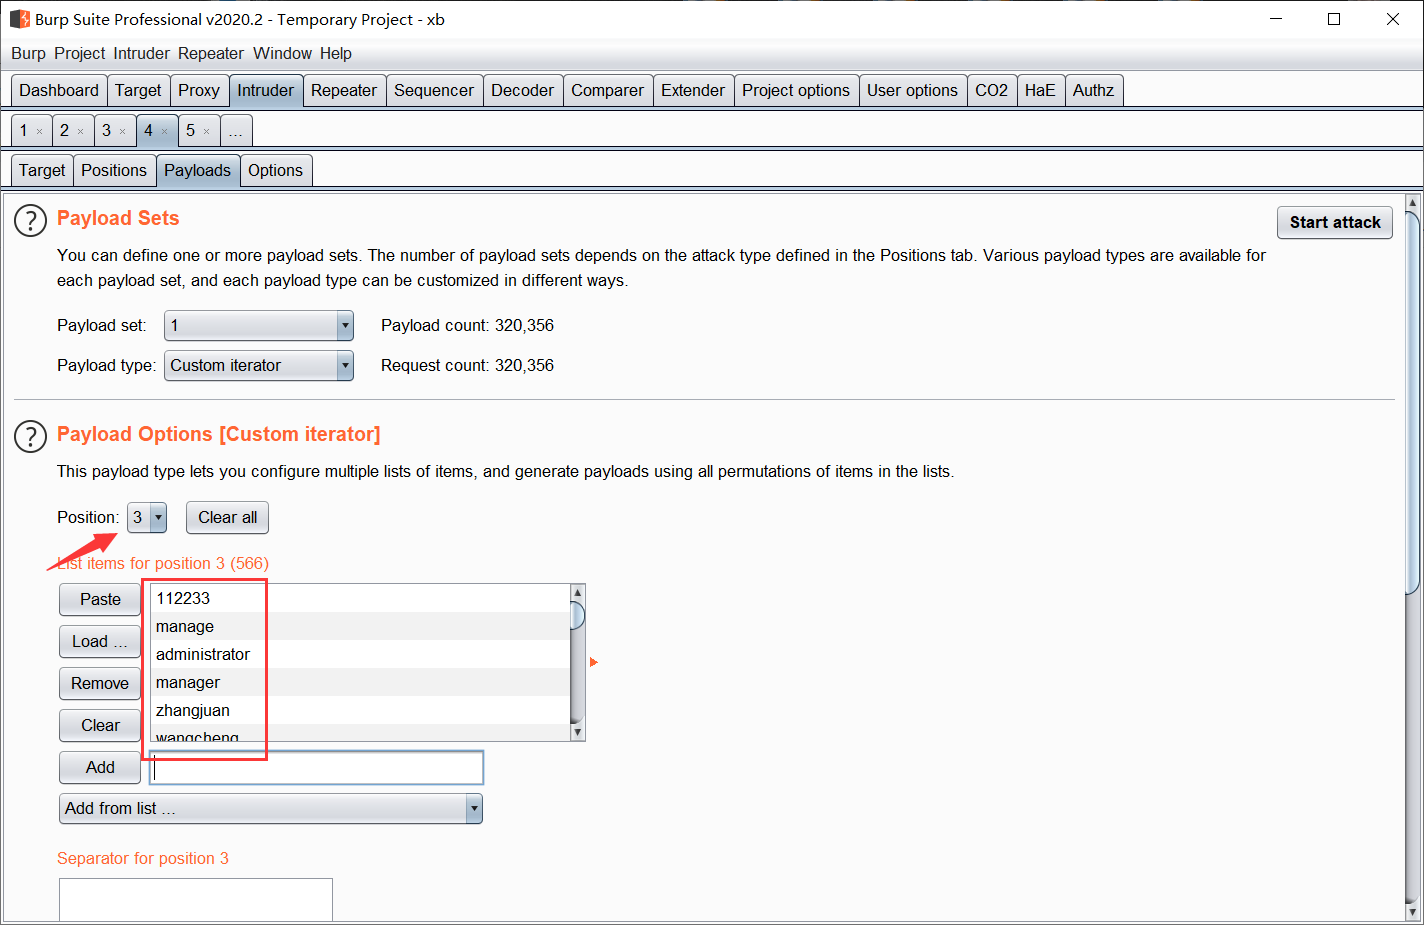 Burp Suite Professional v2020.2 - Temporary Project - xb
Burp Project Intruder Repeater Window Help
Dashboard Target Proxy Intruder Repeater Sequencer Decoder Comparer Extender Project options User options CO2 HaE Authz
1 × 2 × 3 × 4 × 5 × ...
Target Positions Payloads Options
? Payload Sets
Start attack
You can define one or more payload sets. The number of payload sets depends on the attack type defined in the Positions tab. Various payload types are available for
each payload set, and each payload type can be customized in different ways.
Payload set: 1 Payload count: 320,356
Payload type: Custom iterator Request count: 320,356
? Payload Options [Custom iterator]
This payload type lets you configure multiple lists of items, and generate payloads using all permutations of items in the lists.
Position: 3 Clear all
List items for position 3 (566)
Paste
Load ...
Remove
Clear
112233
manage
administrator
manager
zhangjuan
wangcheng
Add
Add from list ...
Separator for position 3